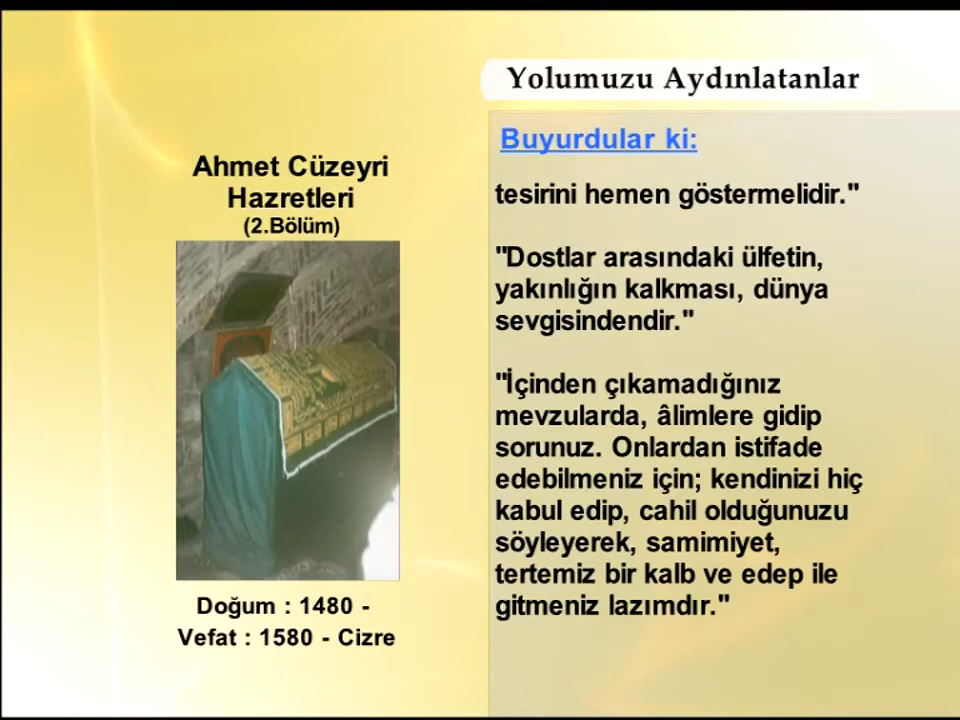 Yolumuzu Aydınlatanlar
Ahmet Cüzeyri
Hazretleri
(2.Bölüm)
Doğum : 1480 -
Vefat : 1580 - Cizre
Buyurdular ki:
tesirini hemen göstermelidir."
"Dostlar arasındaki ülfetin,
yakınlığın kalkması, dünya
sevgisindendir."
"İçinden çıkamadığınız
mevzularda, âlimlere gidip
sorunuz. Onlardan istifade
edebilmeniz için; kendinizi hiç
kabul edip, cahil olduğunuzu
söyleyerek, samimiyet,
tertemiz bir kalb ve edep ile
gitmeniz lazımdır."